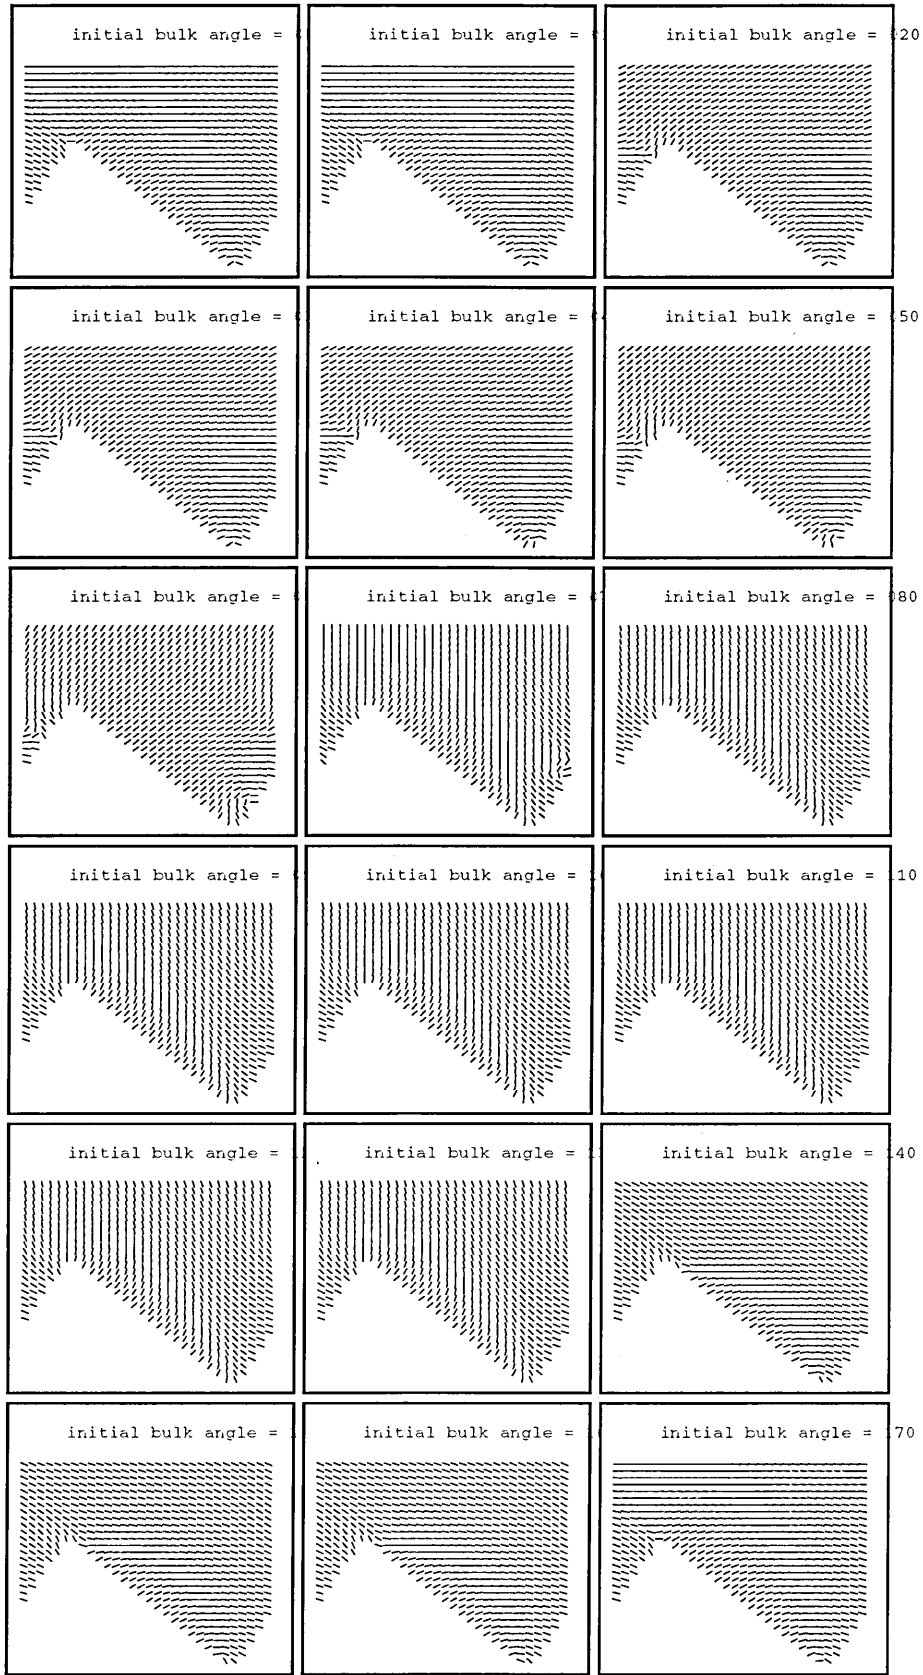 initial bulk angle =
initial bulk angle =
initial bulk angle = 20
initial bulk angle =
initial bulk angle =
initial bulk angle = 50
initial bulk angle =
initial bulk angle =
initial bulk angle = 80
initial bulk angle =
initial bulk angle =
initial bulk angle = 10
initial bulk angle =
initial bulk angle =
initial bulk angle = 40
initial bulk angle =
initial bulk angle =
initial bulk angle = 70